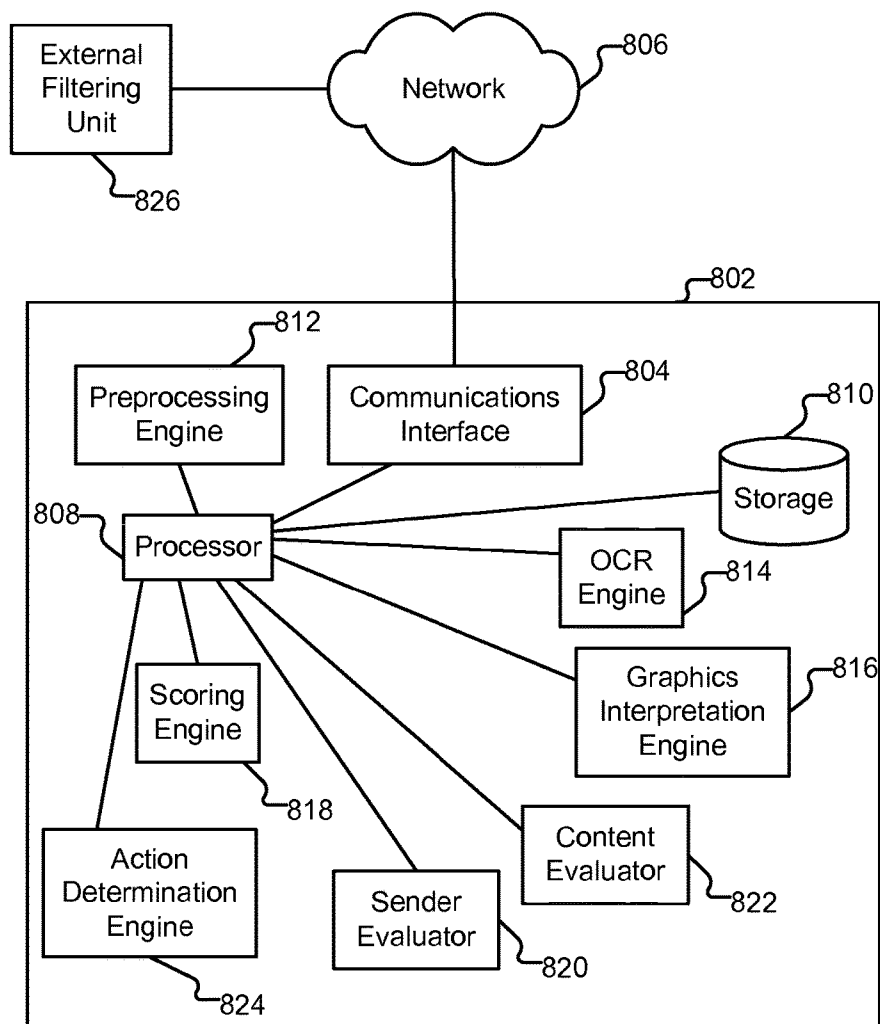 External
Filtering
Unit
826
Network
806
802
812
Preprocessing
Engine
Communications
Interface
804
810
Storage
808
Processor
OCR
Engine
814
Graphics
Interpretation
Engine
816
Scoring
Engine
818
Content
Evaluator
822
Action
Determination
Engine
824
Sender
Evaluator
820